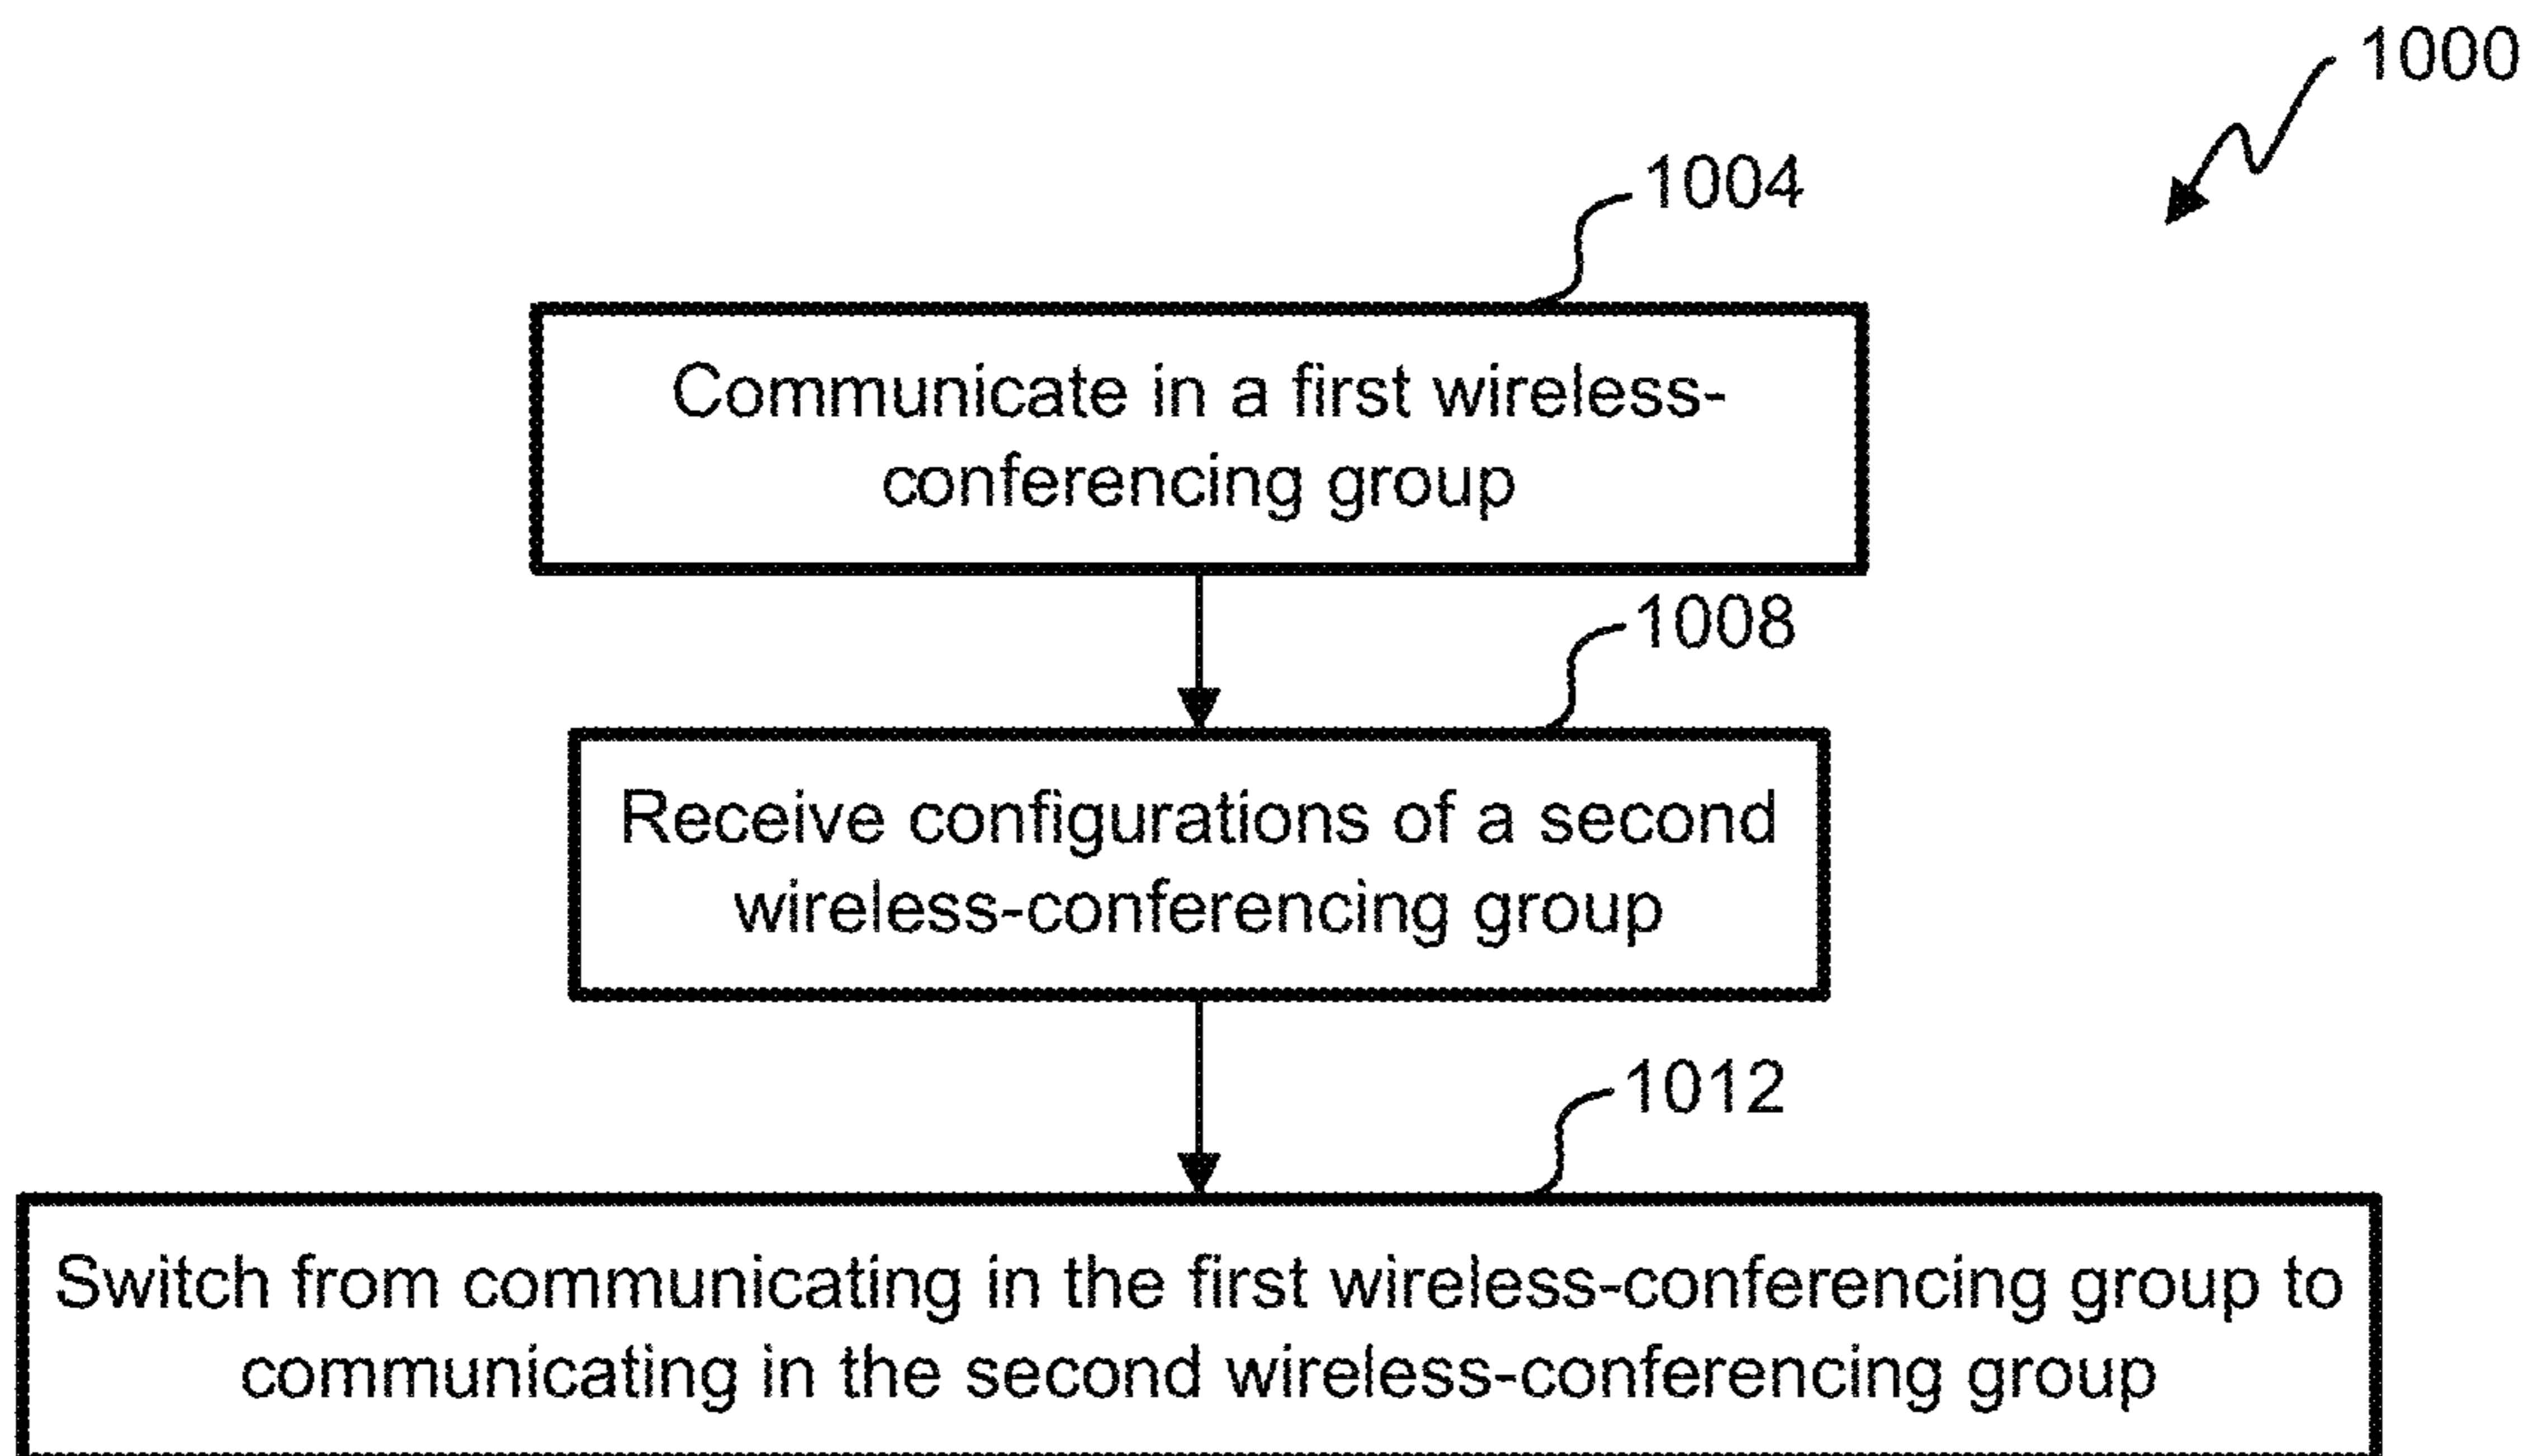 1000
1004
Communicate in a first wireless-
conferencing group
1008
Receive configurations of a second
wireless-conferencing group
1012
Switch from communicating in the first wireless-conferencing group to
communicating in the second wireless-conferencing group